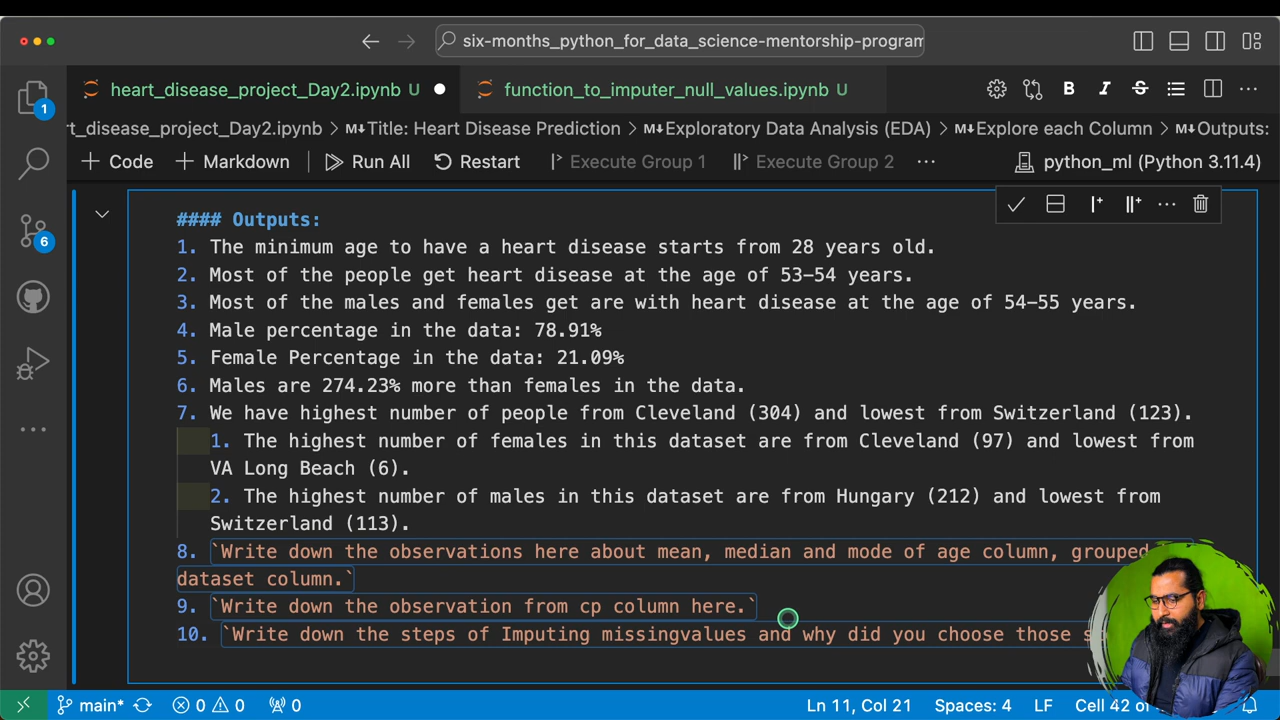 six-months_python_for_data_science-mentorship-program
1
heart_disease_project_Day2.ipynb U
function_to_imputer_null_values.ipynb U
B I S
rt_disease_project_Day2.ipynb > M↓Title: Heart Disease Prediction > M↓Exploratory Data Analysis (EDA) > M↓Explore each Column > M↓Outputs:
+ Code + Markdown Run All Restart Execute Group 1 Execute Group 2 ··· python_ml (Python 3.11.4)
6
#### Outputs:
1. The minimum age to have a heart disease starts from 28 years old.
2. Most of the people get heart disease at the age of 53-54 years.
3. Most of the males and females get are with heart disease at the age of 54-55 years.
4. Male percentage in the data: 78.91%
5. Female Percentage in the data: 21.09%
6. Males are 274.23% more than females in the data.
7. We have highest number of people from Cleveland (304) and lowest from Switzerland (123).
1. The highest number of females in this dataset are from Cleveland (97) and lowest from
VA Long Beach (6).
2. The highest number of males in this dataset are from Hungary (212) and lowest from
Switzerland (113).
8. `Write down the observations here about mean, median and mode of age column, grouped
dataset column.`
9. `Write down the observation from cp column here.`
10. `Write down the steps of Imputing missingvalues and why did you choose those
main* 0 0 0 Ln 11, Col 21 Spaces: 4 LF Cell 42 of